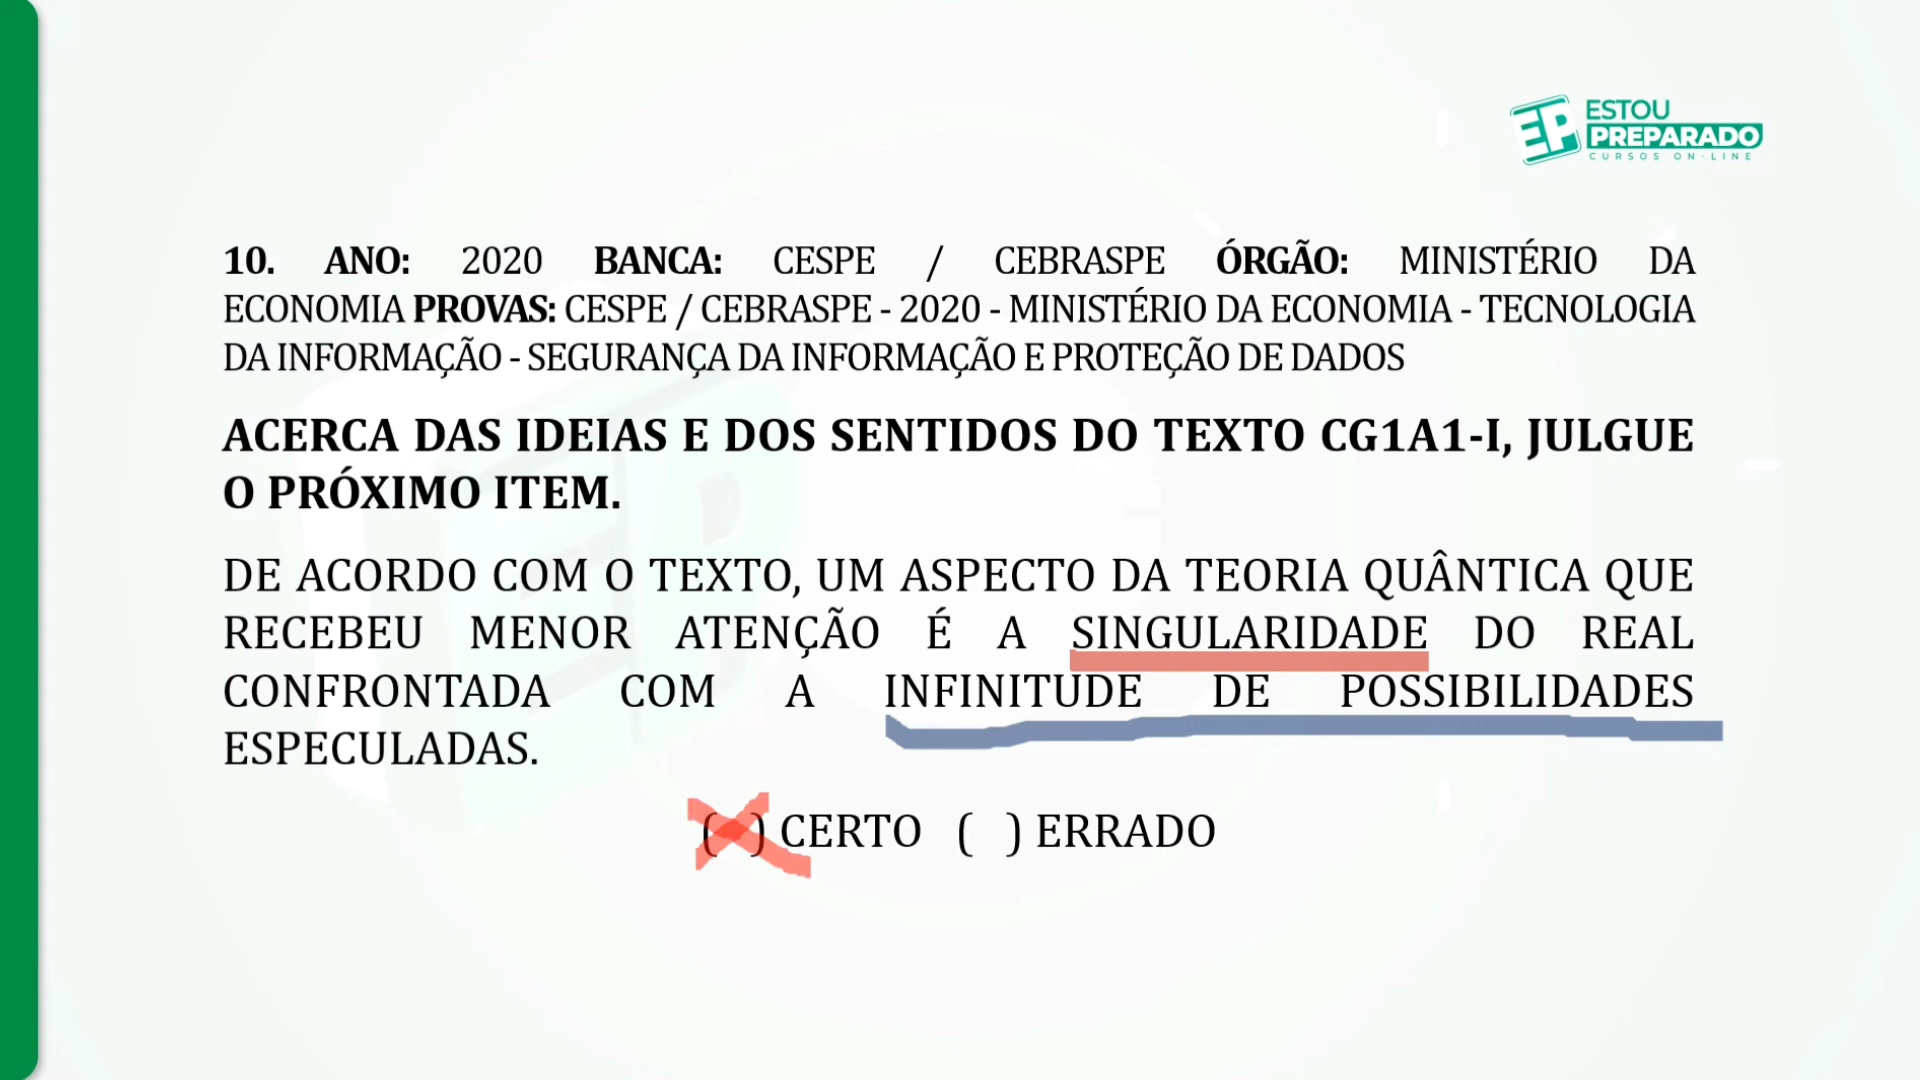 ESTOU
EP PREPARADO
CURSOS ON-LINE
10. ANO: 2020 BANCA: CESPE / CEBRASPE ÓRGÃO: MINISTÉRIO DA
ECONOMIA PROVAS: CESPE / CEBRASPE - 2020 - MINISTÉRIO DA ECONOMIA - TECNOLOGIA
DA INFORMAÇÃO - SEGURANÇA DA INFORMAÇÃO E PROTEÇÃO DE DADOS
ACERCA DAS IDEIAS E DOS SENTIDOS DO TEXTO CG1A1-I, JULGUE
O PRÓXIMO ITEM.
DE ACORDO COM O TEXTO, UM ASPECTO DA TEORIA QUÂNTICA QUE
RECEBEU MENOR ATENÇÃO É A SINGULARIDADE DO REAL
CONFRONTADA COM A INFINITUDE DE POSSIBILIDADES
ESPECULADAS.
( ) CERTO ( ) ERRADO